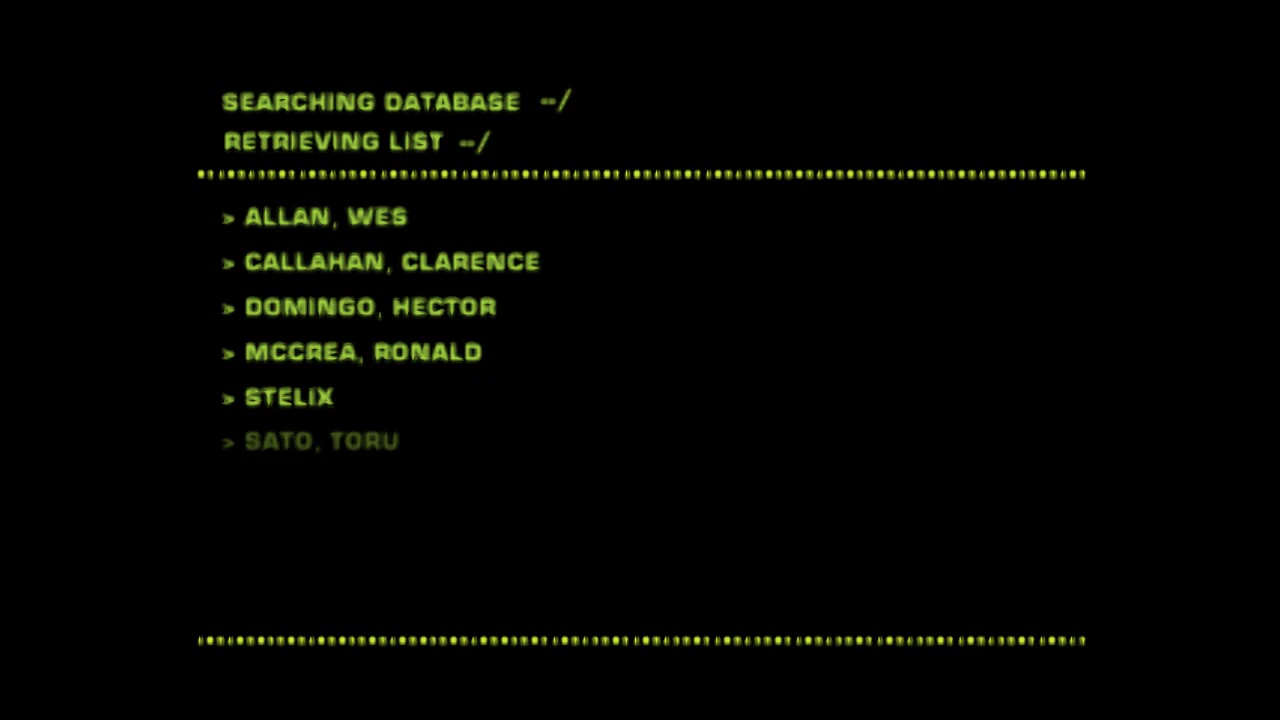 SEARCHING DATABASE --/
RETRIEVING LIST --/
> ALLAN, WES
> CALLAHAN, CLARENCE
> DOMINGO, HECTOR
> MCCREA, RONALD
> STELIX
> SATO, TORU